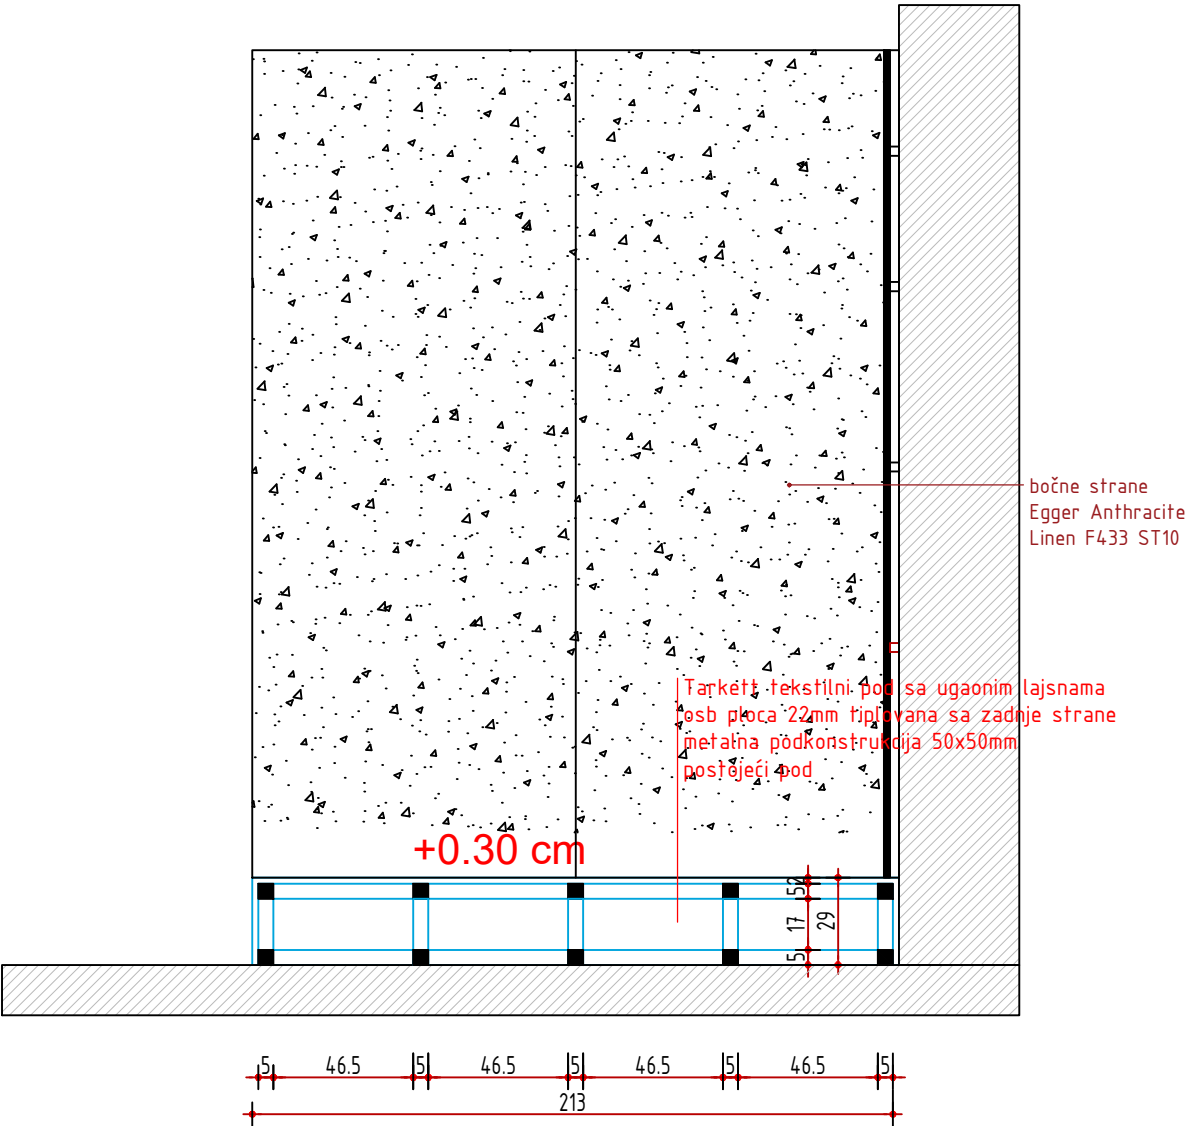 bočne strane
Egger Anthracite
Linen F433 ST10
Tarkett tekstilni pod sa ugaonim lajsnama
osb ploca 22mm tiplovana sa zadnje strane
metalna podkonstrukcija 50x50mm
postojeći pod
+0.30 cm
2
5
17
5
29
5 46.5 5 46.5 5 46.5 5 46.5 5
213